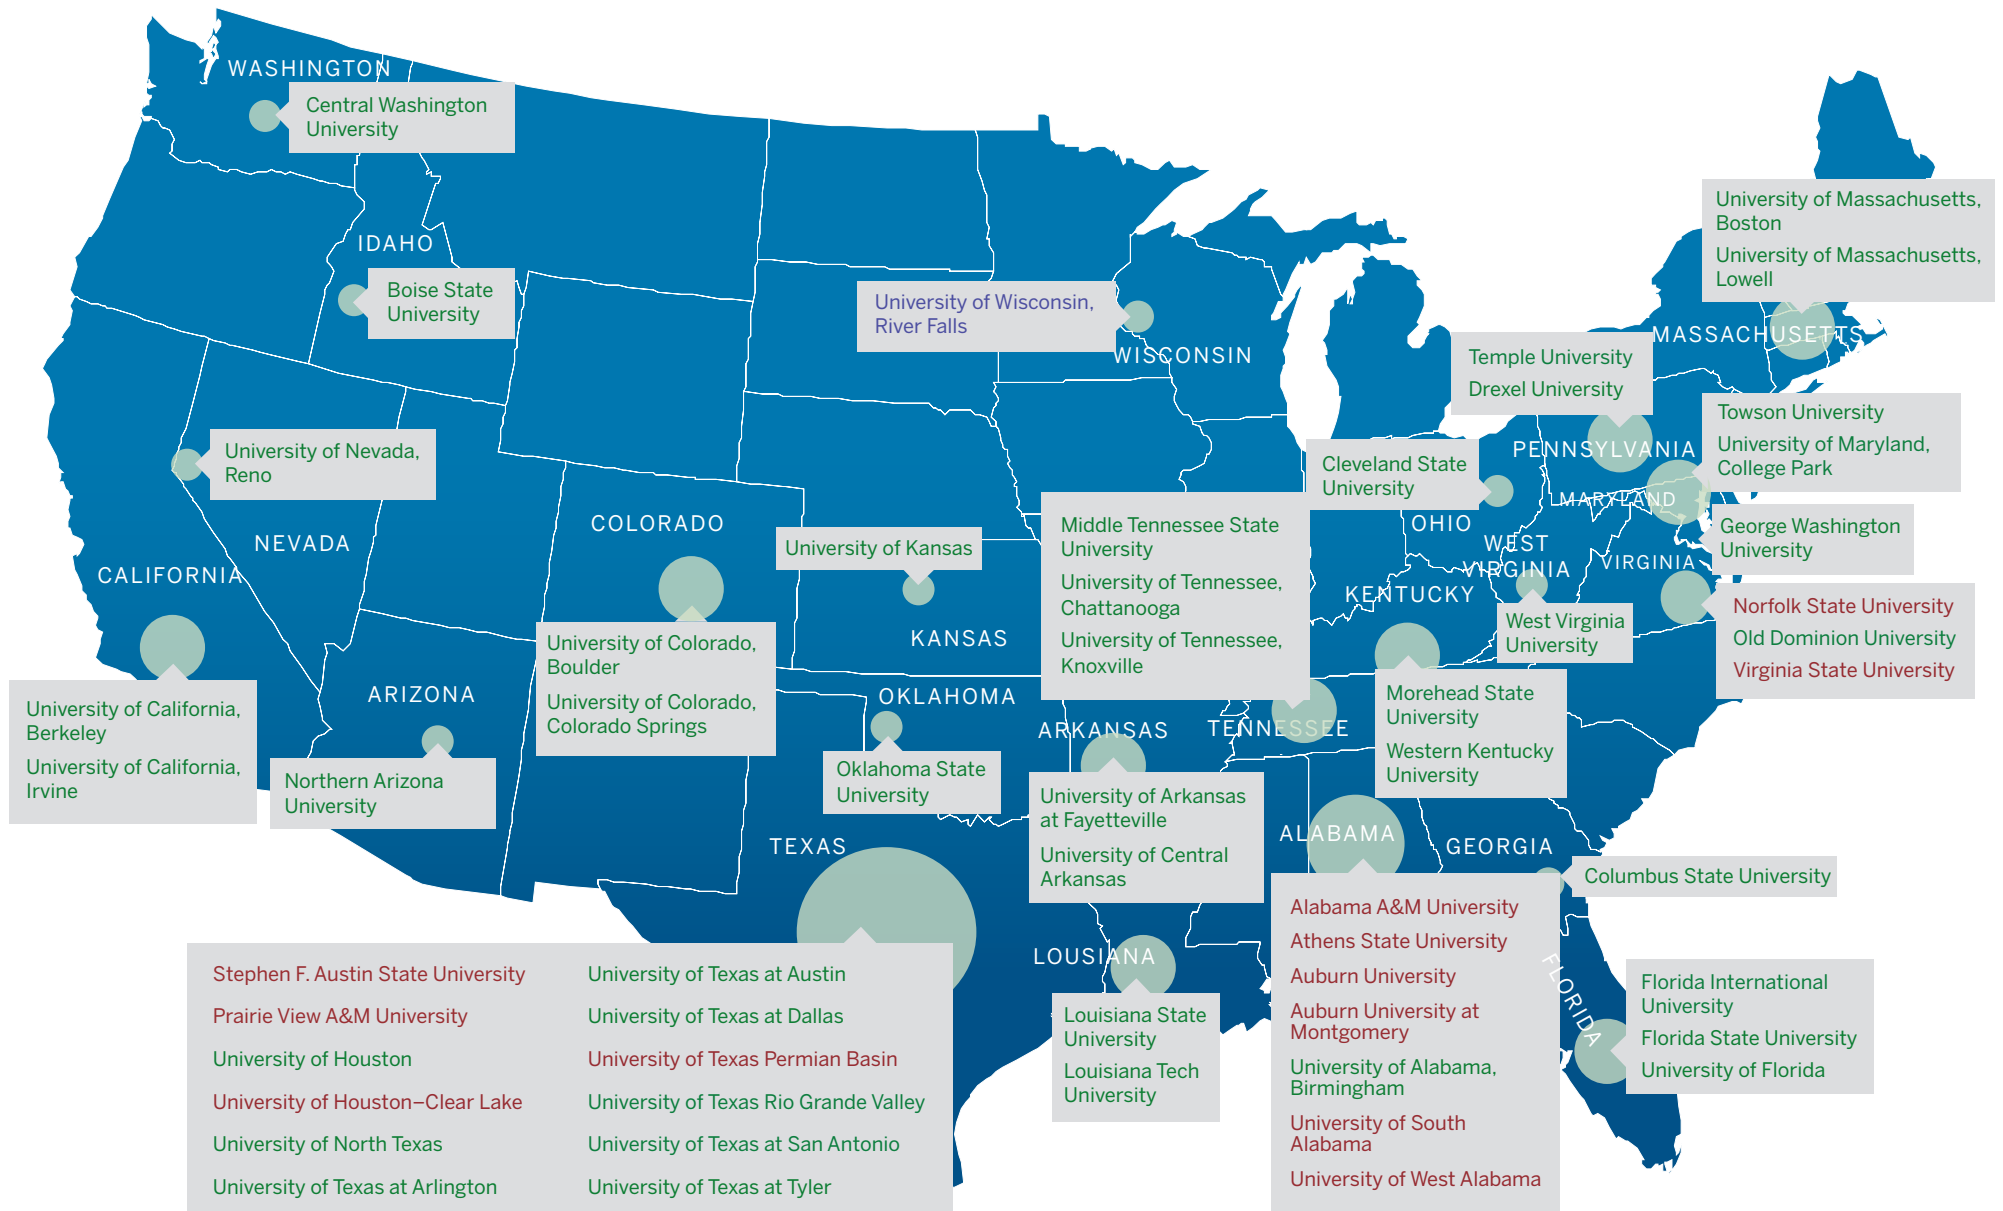 WASHINGTON
Central Washington
University
IDAHO
Boise State
University
University of Wisconsin,
River Falls
WISCONSIN
University of Massachusetts,
Boston
University of Massachusetts,
Lowell
MASSACHUSETTS
Temple University
Drexel University
PENNSYLVANIA
Towson University
University of Maryland,
College Park
MARYLAND
George Washington
University
University of Nevada,
Reno
NEVADA
CALIFORNIA
University of California,
Berkeley
University of California,
Irvine
ARIZONA
Northern Arizona
University
COLORADO
University of Colorado,
Boulder
University of Colorado,
Colorado Springs
University of Kansas
KANSAS
OKLAHOMA
Oklahoma State
University
Middle Tennessee State
University
University of Tennessee,
Chattanooga
University of Tennessee,
Knoxville
TENNESSEE
Cleveland State
University
OHIO
WEST
VIRGINIA
West Virginia
University
VIRGINIA
Norfolk State University
Old Dominion University
Virginia State University
KENTUCKY
Morehead State
University
Western Kentucky
University
ARKANSAS
University of Arkansas
at Fayetteville
University of Central
Arkansas
TEXAS
Stephen F. Austin State University
Prairie View A&M University
University of Houston
University of Houston–Clear Lake
University of North Texas
University of Texas at Arlington
University of Texas at Austin
University of Texas at Dallas
University of Texas Permian Basin
University of Texas Rio Grande Valley
University of Texas at San Antonio
University of Texas at Tyler
LOUSIANA
Louisiana State
University
Louisiana Tech
University
ALABAMA
Alabama A&M University
Athens State University
Auburn University
Auburn University at
Montgomery
University of Alabama,
Birmingham
University of South
Alabama
University of West Alabama
GEORGIA
Columbus State University
FLORIDA
Florida International
University
Florida State University
University of Florida